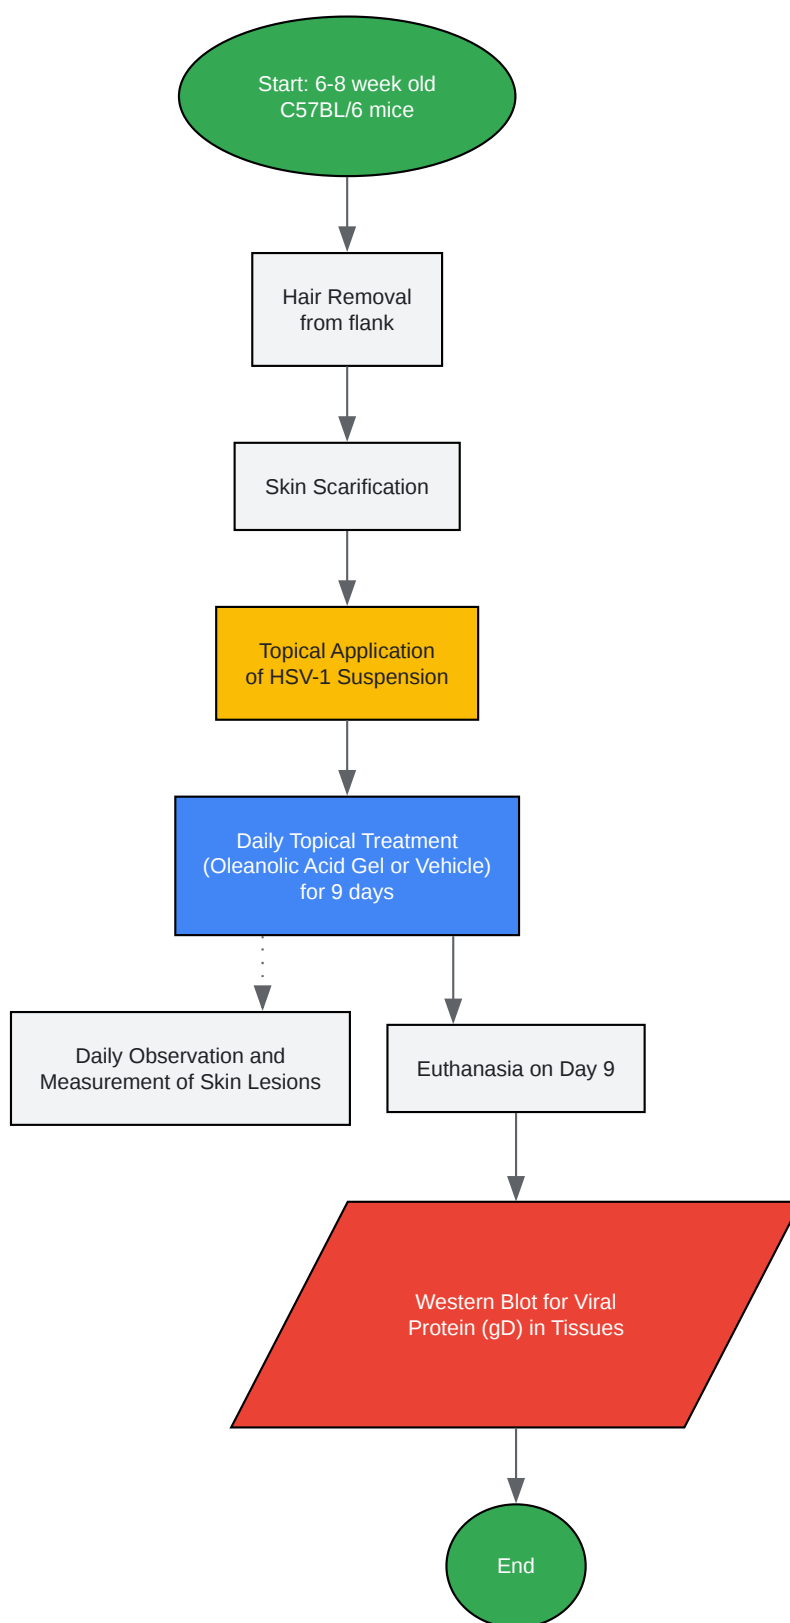 Start: 6-8 week old
C57BL/6 mice
Hair Removal
from flank
Skin Scarification
Topical Application
of HSV-1 Suspension
Daily Topical Treatment
(Oleanolic Acid Gel or Vehicle)
for 9 days
Daily Observation and
Measurement of Skin Lesions
Euthanasia on Day 9
Western Blot for Viral
Protein (gD) in Tissues
End